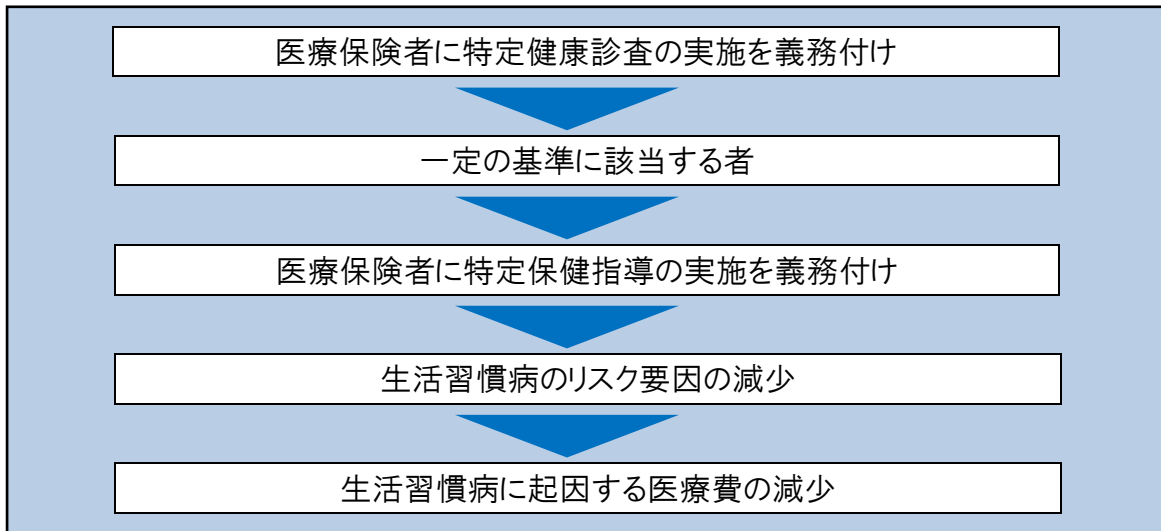 医療保険者に特定健康診査の実施を義務付け
一定の基準に該当する者
医療保険者に特定保健指導の実施を義務付け
生活習慣病のリスク要因の減少
生活習慣病に起因する医療費の減少